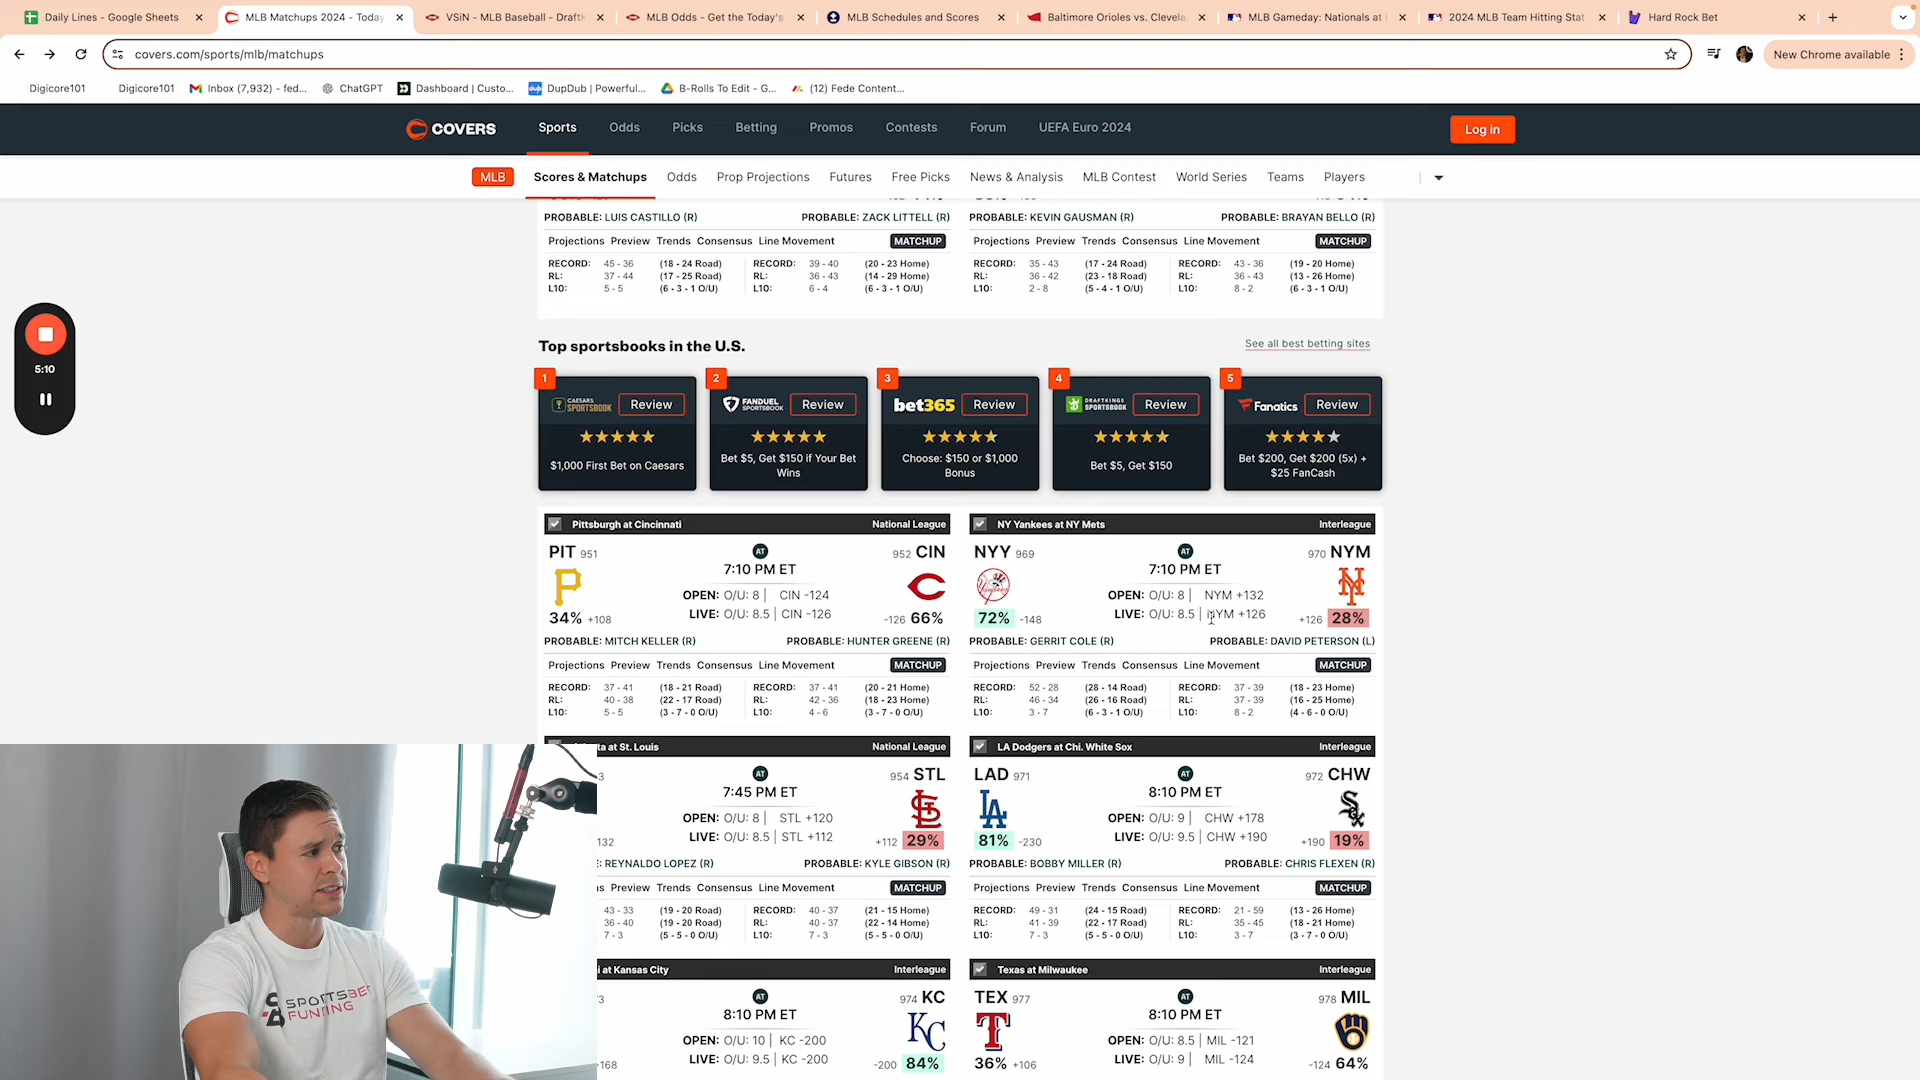 Daily Lines - Google Sheets
MLB Matchups 2024 - Today
VSiN - MLB Baseball - Draftk
MLB Odds - Get the Today's
MLB Schedules and Scores
Baltimore Orioles vs. Clevela
MLB Gameday: Nationals at
2024 MLB Team Hitting Stat
Hard Rock Bet
covers.com/sports/mlb/matchups
New Chrome available
Digicore101
Digicore101
Inbox (7,932) - fed...
ChatGPT
Dashboard | Custo...
DupDub | Powerful...
B-Rolls To Edit - G...
(12) Fede Content...
COVERS
Sports
Odds
Picks
Betting
Promos
Contests
Forum
UEFA Euro 2024
Log in
MLB
Scores & Matchups
Odds
Prop Projections
Futures
Free Picks
News & Analysis
MLB Contest
World Series
Teams
Players
PROBABLE: LUIS CASTILLO (R) PROBABLE: ZACK LITTELL (R)
Projections Preview Trends Consensus Line Movement MATCHUP
RECORD: 45 - 36 (18 - 24 Road) RECORD: 39 - 40 (20 - 23 Home)
RL: 37 - 44 (17 - 25 Road) RL: 36 - 43 (14 - 29 Home)
L10: 5 - 5 (6 - 3 - 1 O/U) L10: 6 - 4 (6 - 3 - 1 O/U)
PROBABLE: KEVIN GAUSMAN (R) PROBABLE: BRAYAN BELLO (R)
Projections Preview Trends Consensus Line Movement MATCHUP
RECORD: 35 - 43 (17 - 24 Road) RECORD: 43 - 36 (19 - 20 Home)
RL: 36 - 42 (23 - 18 Road) RL: 36 - 43 (13 - 26 Home)
L10: 2 - 8 (5 - 4 - 1 O/U) L10: 8 - 2 (6 - 3 - 1 O/U)
5:10
Top sportsbooks in the U.S.
See all best betting sites
1
CAESARS SPORTSBOOK Review
$1,000 First Bet on Caesars
2
FANDUEL SPORTSBOOK Review
Bet $5, Get $150 if Your Bet
Wins
3
bet365 Review
Choose: $150 or $1,000
Bonus
4
DRAFTKINGS SPORTSBOOK Review
Bet $5, Get $150
5
Fanatics Review
Bet $200, Get $200 (5x) +
$25 FanCash
Pittsburgh at Cincinnati National League
PIT 951 AT 952 CIN
7:10 PM ET
OPEN: O/U: 8 | CIN -124
LIVE: O/U: 8.5 | CIN -126
34% +108 -126 66%
PROBABLE: MITCH KELLER (R) PROBABLE: HUNTER GREENE (R)
Projections Preview Trends Consensus Line Movement MATCHUP
RECORD: 37 - 41 (18 - 21 Road) RECORD: 37 - 41 (20 - 21 Home)
RL: 40 - 38 (22 - 17 Road) RL: 42 - 36 (18 - 23 Home)
L10: 5 - 5 (3 - 7 - 0 O/U) L10: 4 - 6 (3 - 7 - 0 O/U)
NY Yankees at NY Mets Interleague
NYY 969 AT 970 NYM
7:10 PM ET
OPEN: O/U: 8 | NYM +132
LIVE: O/U: 8.5 | NYM +126
72% -148 +126 28%
PROBABLE: GERRIT COLE (R) PROBABLE: DAVID PETERSON (L)
Projections Preview Trends Consensus Line Movement MATCHUP
RECORD: 52 - 28 (28 - 14 Road) RECORD: 37 - 39 (18 - 23 Home)
RL: 46 - 34 (26 - 16 Road) RL: 37 - 39 (16 - 25 Home)
L10: 3 - 7 (6 - 3 - 1 O/U) L10: 8 - 2 (4 - 6 - 0 O/U)
ta at St. Louis National League
3 AT 954 STL
7:45 PM ET
OPEN: O/U: 8 | STL +120
LIVE: O/U: 8.5 | STL +112
132 +112 29%
: REYNALDO LOPEZ (R) PROBABLE: KYLE GIBSON (R)
s Preview Trends Consensus Line Movement MATCHUP
43 - 33 (19 - 20 Road) RECORD: 40 - 37 (21 - 15 Home)
36 - 40 (19 - 20 Road) RL: 40 - 37 (22 - 14 Home)
7 - 3 (5 - 5 - 0 O/U) L10: 7 - 3 (5 - 5 - 0 O/U)
LA Dodgers at Chi. White Sox Interleague
LAD 971 AT 972 CHW
8:10 PM ET
OPEN: O/U: 9 | CHW +178
LIVE: O/U: 9.5 | CHW +190
81% -230 +190 19%
PROBABLE: BOBBY MILLER (R) PROBABLE: CHRIS FLEXEN (R)
Projections Preview Trends Consensus Line Movement MATCHUP
RECORD: 49 - 31 (24 - 15 Road) RECORD: 21 - 59 (13 - 26 Home)
RL: 41 - 39 (22 - 17 Road) RL: 35 - 45 (18 - 21 Home)
L10: 7 - 3 (5 - 5 - 0 O/U) L10: 3 - 7 (3 - 7 - 0 O/U)
i at Kansas City Interleague
3 AT 974 KC
8:10 PM ET
OPEN: O/U: 10 | KC -200
LIVE: O/U: 9.5 | KC -200
168 -200 84%
Texas at Milwaukee Interleague
TEX 977 AT 978 MIL
8:10 PM ET
OPEN: O/U: 8.5 | MIL -121
LIVE: O/U: 9 | MIL -124
36% +106 -124 64%
SPORTSBET
FUNDING